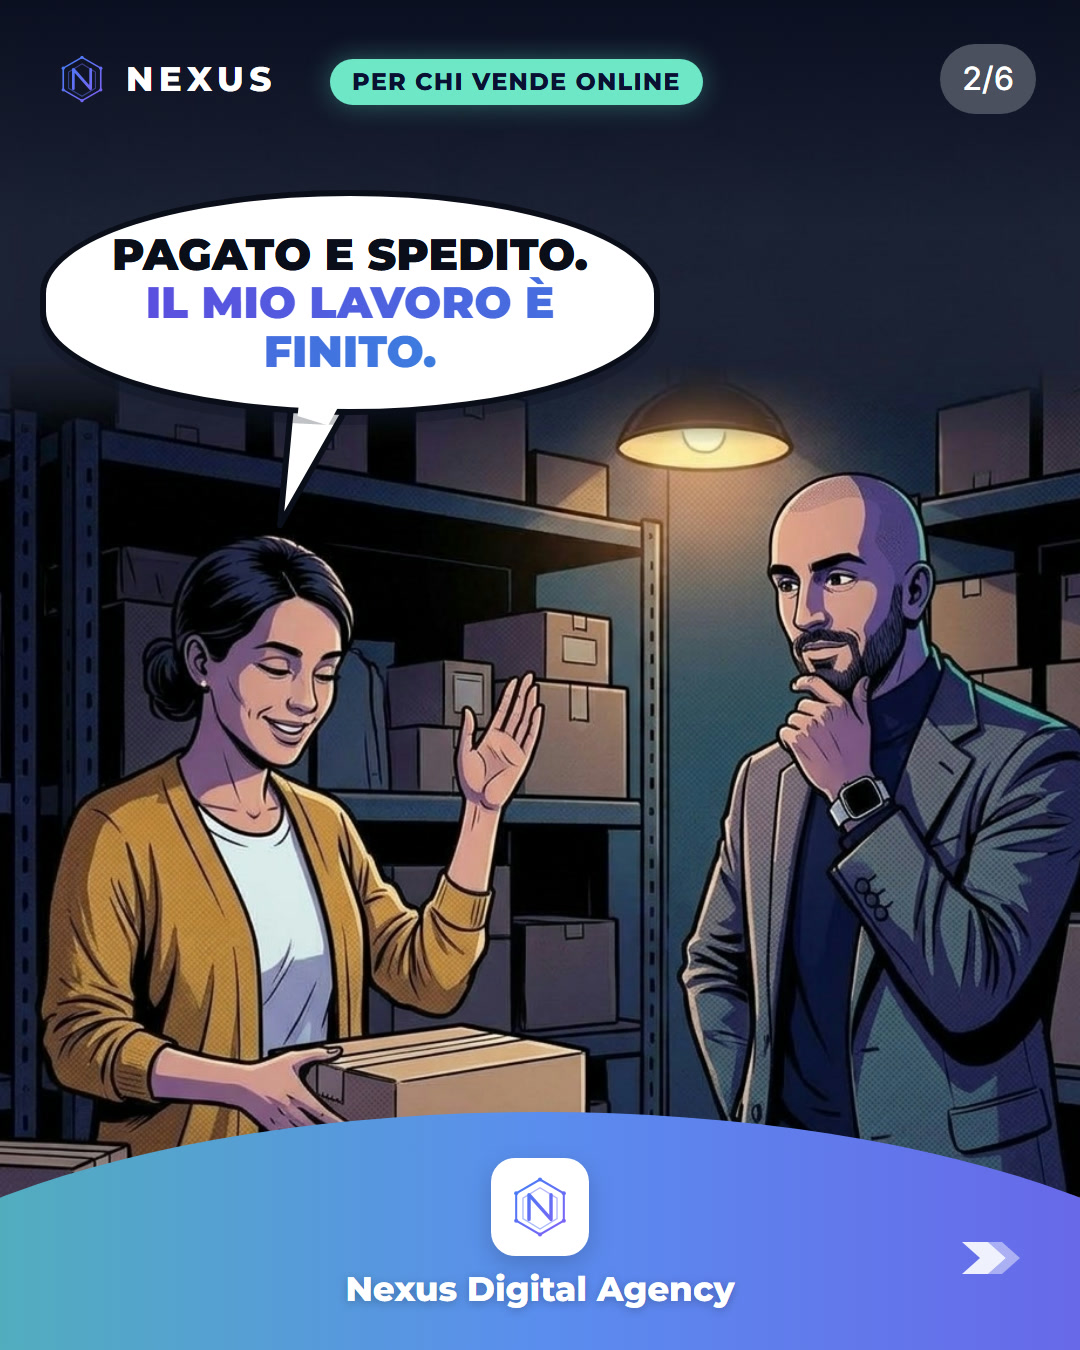 NEXUS
PER CHI VENDE ONLINE
2/6
PAGATO E SPEDITO.
IL MIO LAVORO È
FINITO.
N
Nexus Digital Agency